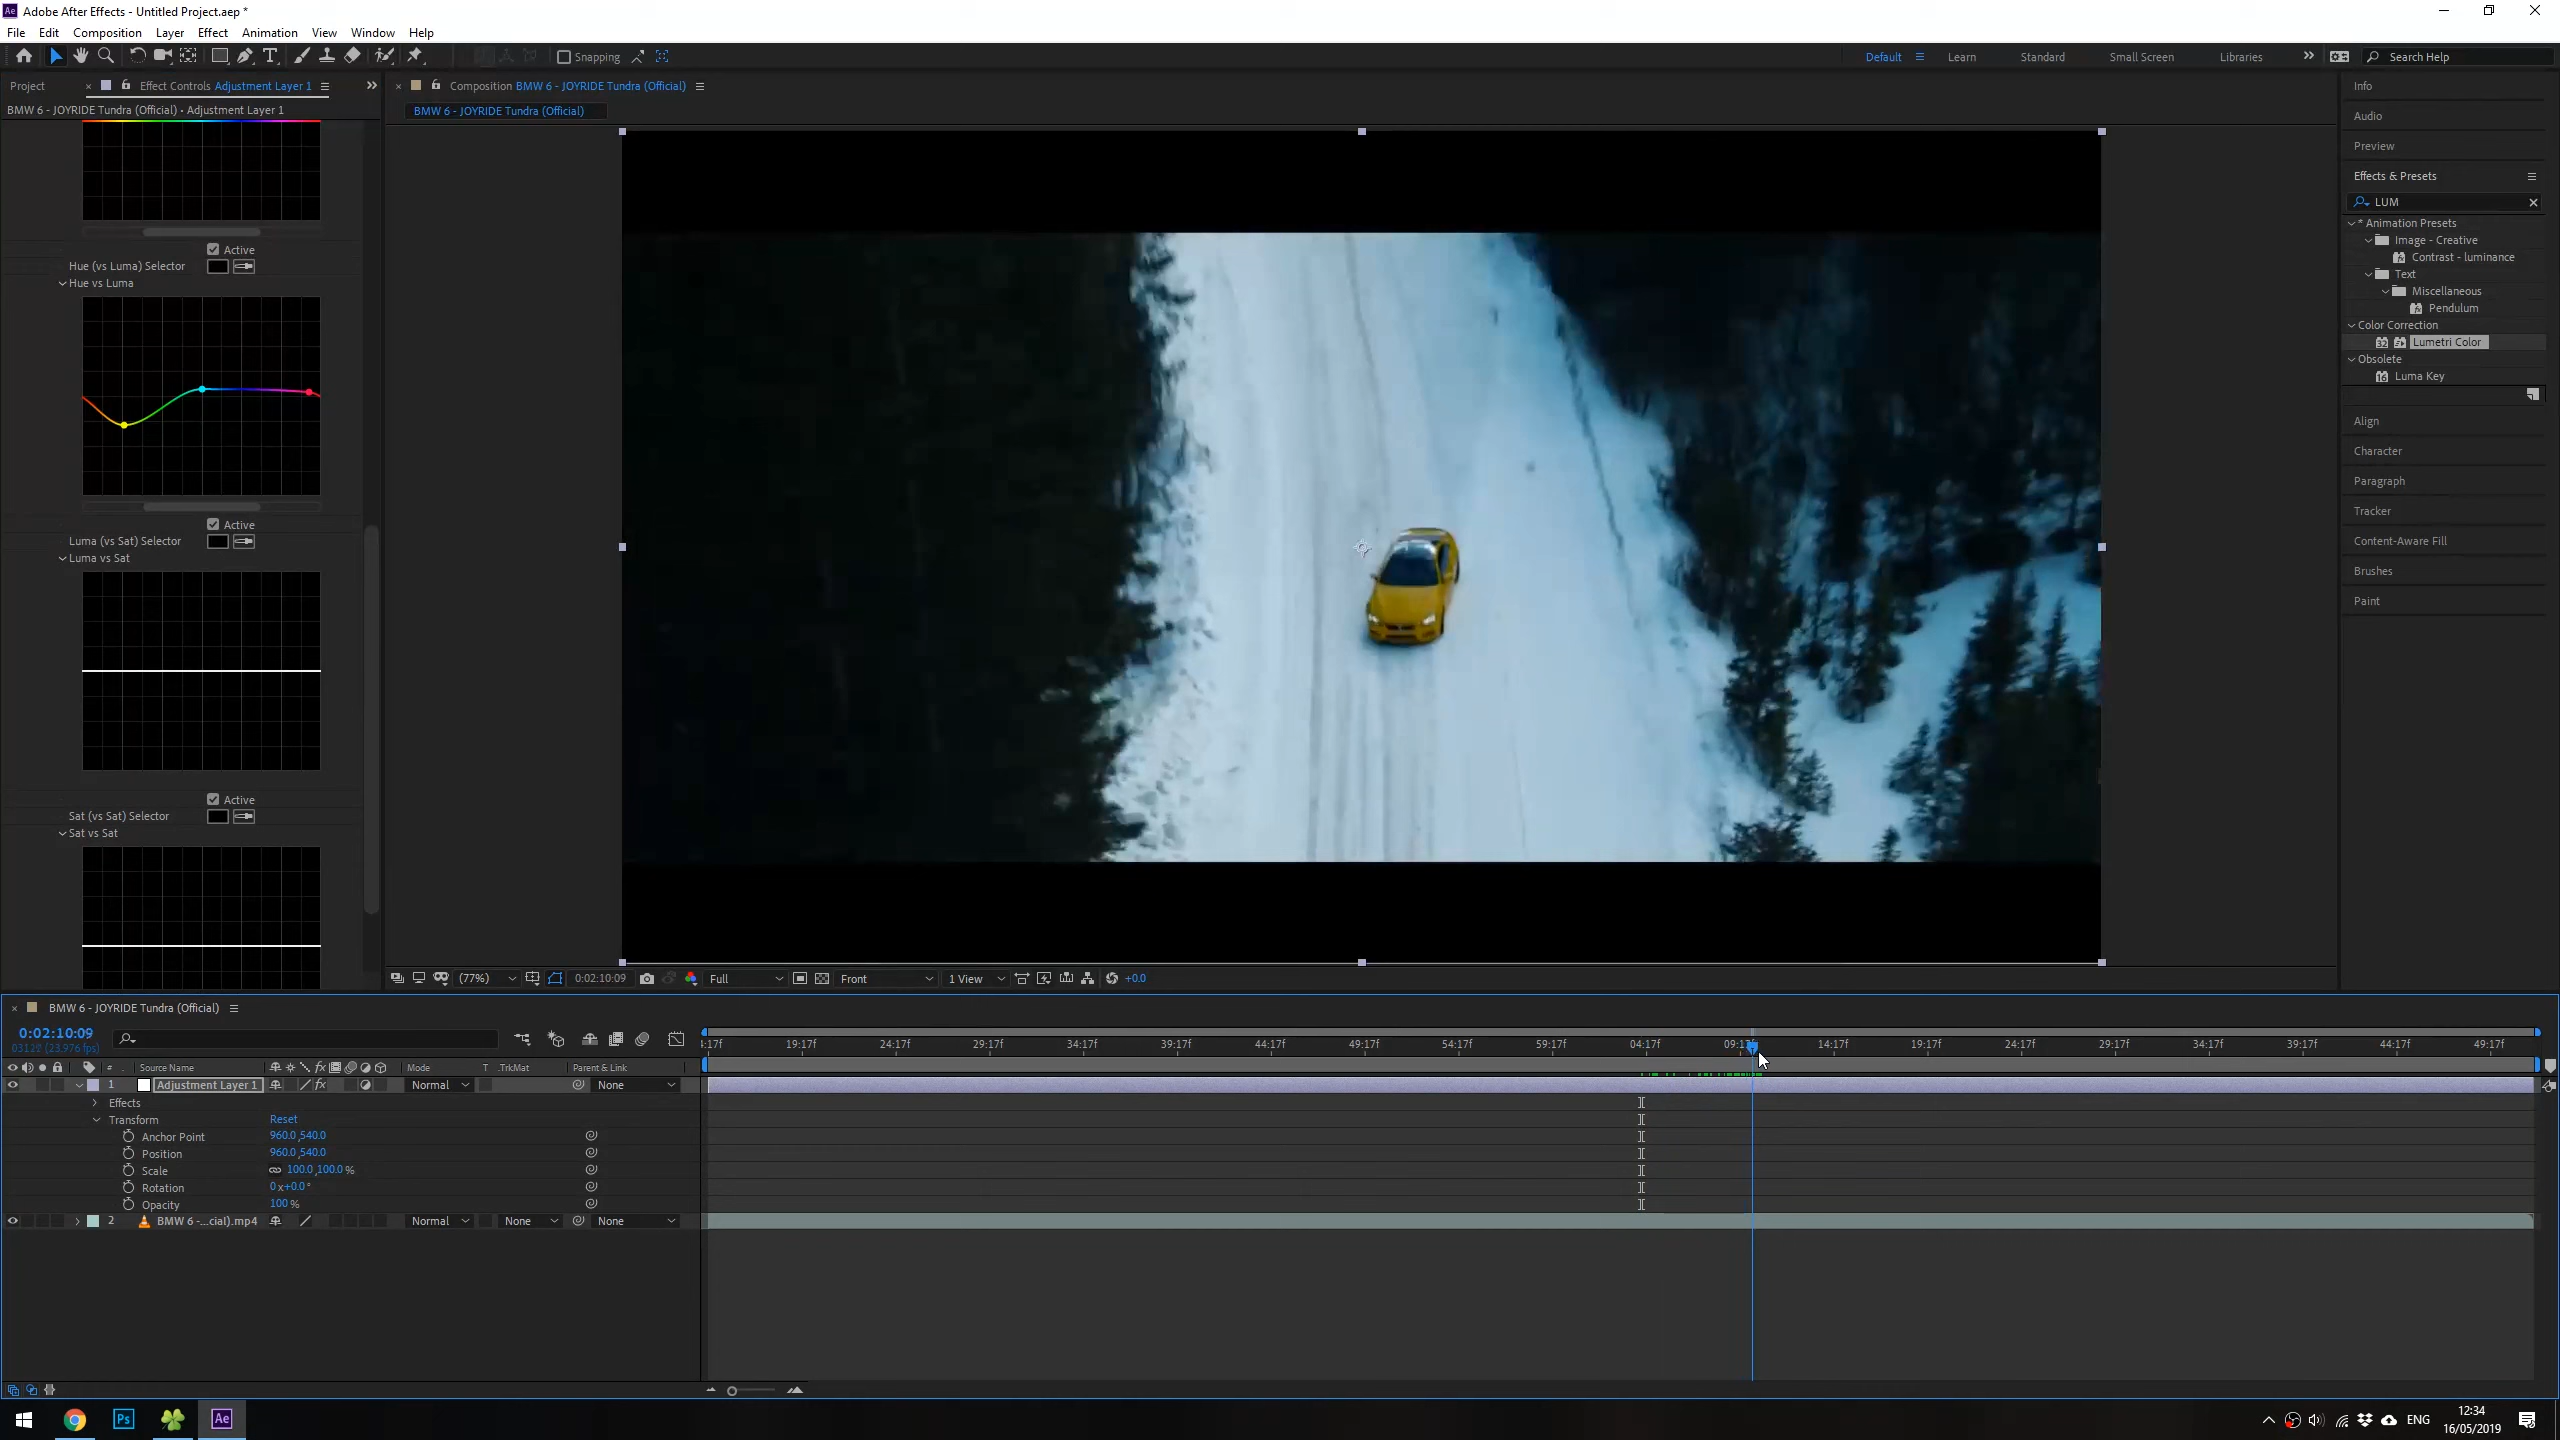 Adobe After Effects - Untitled Project.aep *
File Edit Composition Layer Effect Animation View Window Help
Snapping
Default
Learn
Standard
Small Screen
Libraries
Search Help
Project
Effect Controls Adjustment Layer 1
BMW 6 - JOYRIDE Tundra (Official) • Adjustment Layer 1
Active
Hue (vs Luma) Selector
Hue vs Luma
Active
Luma (vs Sat) Selector
Luma vs Sat
Active
Sat (vs Sat) Selector
Sat vs Sat
Composition BMW 6 - JOYRIDE Tundra (Official)
BMW 6 - JOYRIDE Tundra (Official)
(77%)
0:02:10:09
Full
Front
1 View
+0.0
Info
Audio
Preview
Effects & Presets
LUM
* Animation Presets
Image - Creative
Contrast - luminance
Text
Miscellaneous
Pendulum
Color Correction
Lumetri Color
Obsolete
Luma Key
Align
Character
Paragraph
Tracker
Content-Aware Fill
Brushes
Paint
BMW 6 - JOYRIDE Tundra (Official)
0:02:10:09
03129 (23.976 fps)
:17f 19:17f 24:17f 29:17f 34:17f 39:17f 44:17f 49:17f 54:17f 59:17f 04:17f 09:17f 14:17f 19:17f 24:17f 29:17f 34:17f 39:17f 44:17f 49:17f
# Source Name Mode T .TrkMat Parent & Link
1 Adjustment Layer 1 Normal None
Effects
Transform Reset
Anchor Point 960.0,540.0
Position 960.0,540.0
Scale 100.0,100.0%
Rotation 0x+0.0°
Opacity 100%
2 BMW 6 -...cial).mp4 Normal None None
Ps
Ae
ENG
12:34
16/05/2019